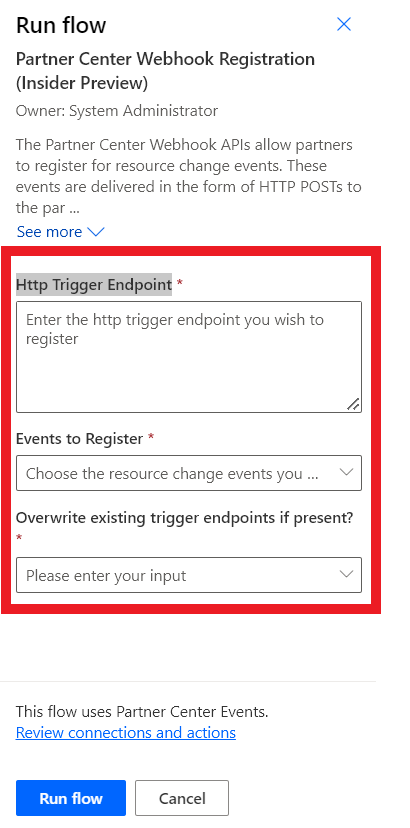 Run flow
Partner Center Webhook Registration
(Insider Preview)
Owner: System Administrator
The Partner Center Webhook APIs allow partners
to register for resource change events. These
events are delivered in the form of HTTP POSTs to
the par ...
See more
Http Trigger Endpoint *
Enter the http trigger endpoint you wish to
register
Events to Register *
Choose the resource change events you ...
Overwrite existing trigger endpoints if present?
*
Please enter your input
This flow uses Partner Center Events.
Review connections and actions
Run flow Cancel